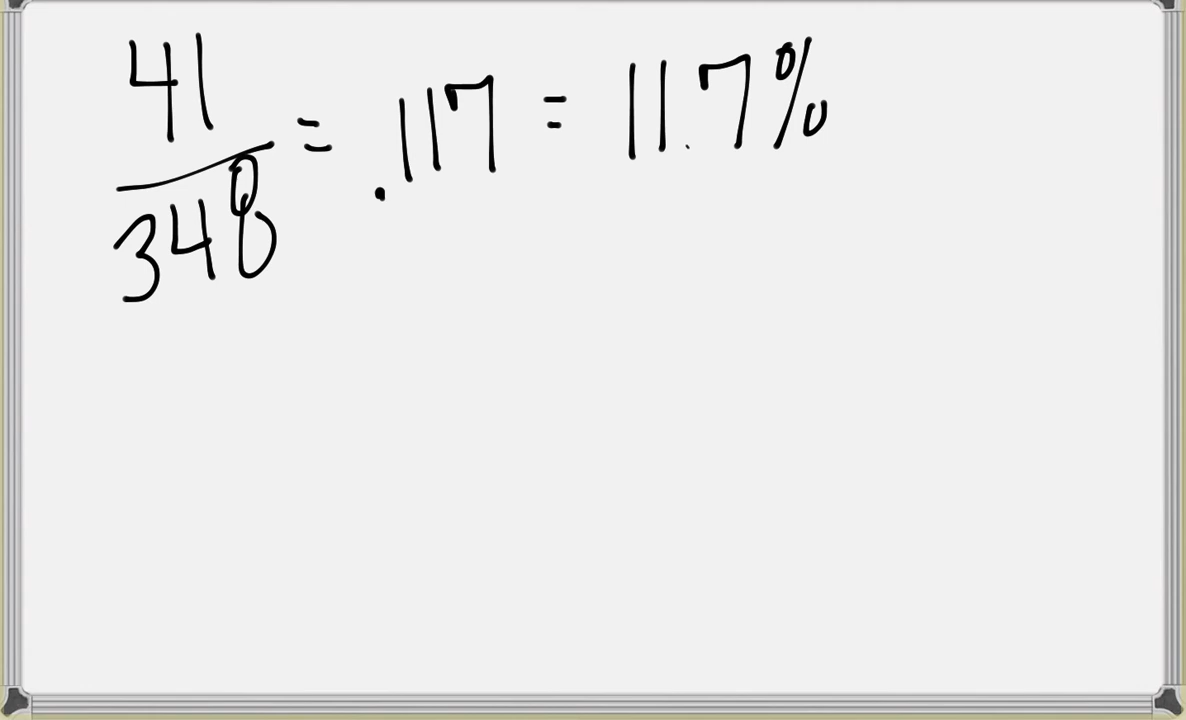 41/348 = .117 = 11.7%